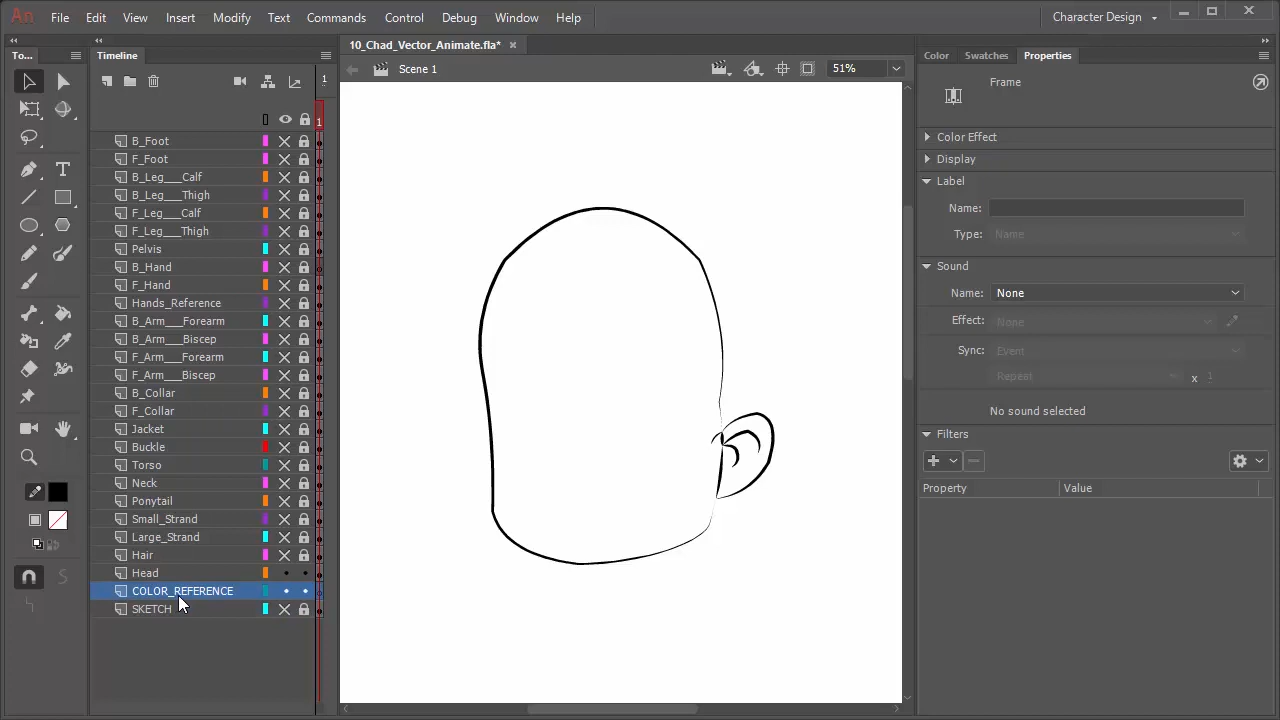 An File Edit View Insert Modify Text Commands Control Debug Window Help Character Design
To... Timeline 10_Chad_Vector_Animate.fla* Color Swatches Properties
Scene 1 51%
1
Frame
1
B_Foot
F_Foot
B_Leg___Calf
B_Leg___Thigh
F_Leg___Calf
F_Leg___Thigh
Pelvis
B_Hand
F_Hand
Hands_Reference
B_Arm___Forearm
B_Arm___Bicep
F_Arm___Forearm
F_Arm___Biscep
B_Collar
F_Collar
Jacket
Buckle
Torso
Neck
Ponytail
Small_Strand
Large_Strand
Hair
Head
COLOR_REFERENCE
SKETCH
Color Effect
Display
Label
Name:
Type: Name
Sound
Name: None
Effect: None
Sync: Event
Repeat x 1
No sound selected
Filters
Property Value